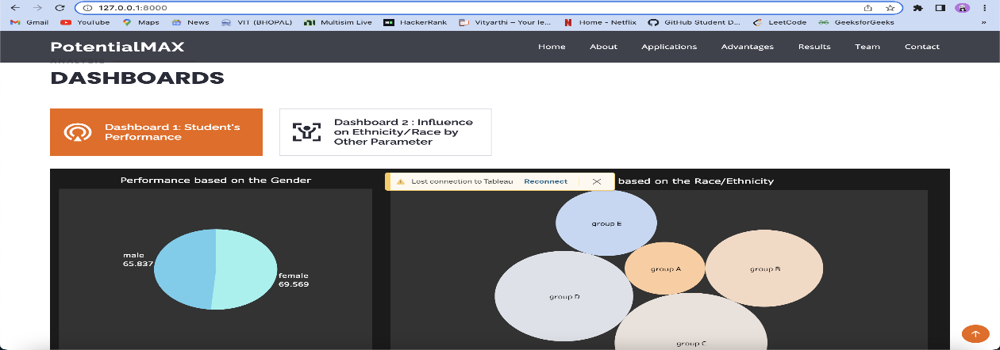 127.0.0.1:8000
Gmail YouTube Maps News VIT (BHOPAL) Multisim Live HackerRank Vityarthi – Your le... Home - Netflix GitHub Student D... LeetCode GeeksforGeeks »
PotentialMAX Home About Applications Advantages Results Team Contact
ANALYSIS
DASHBOARDS
Dashboard 1: Student's
Performance
Dashboard 2 : Influence
on Ethnicity/Race by
Other Parameter
Performance based on the Gender
Lost connection to Tableau Reconnect
based on the Race/Ethnicity
male
65.837
female
69.569
group E
group A
group B
group D
group C